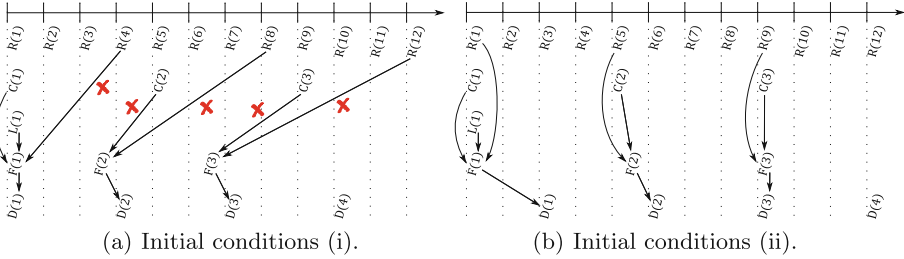 R(1) R(2) R(3) R(4) R(5) R(6) R(7) R(8) R(9) R(10) R(11) R(12)
C(1) C(2) C(3)
L(1)
F(1) F(2) F(3)
D(1) D(2) D(3) D(4)
(a) Initial conditions (i).
R(1) R(2) R(3) R(4) R(5) R(6) R(7) R(8) R(9) R(10) R(11) R(12)
C(1) C(2) C(3)
L(1)
F(1) F(2) F(3)
D(1) D(2) D(3) D(4)
(b) Initial conditions (ii).